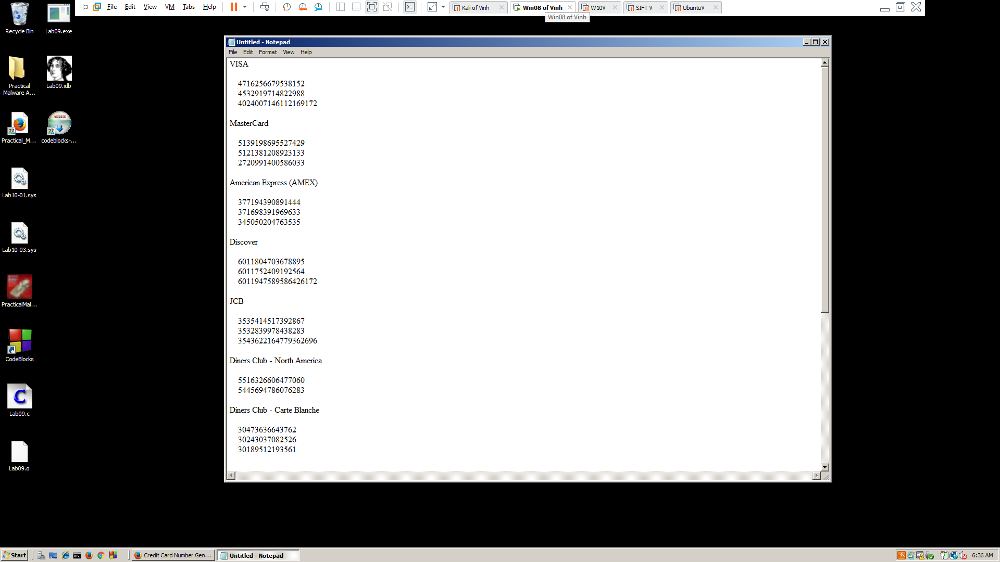 File Edit View VM Tabs Help
Kali of Vinh
Win08 of Vinh
W10V
SIFT V
UbuntuV
Win08 of Vinh
Recycle Bin
Lab09.exe
Practical
Malware A...
Lab09.idb
Practical_M...
codeblocks-...
Lab10-01.sys
Lab10-03.sys
PracticalMal...
CodeBlocks
Lab09.c
Lab09.o
Untitled - Notepad
File Edit Format View Help
VISA
4716256679538152
4532919714822988
4024007146112169172
MasterCard
5139198695527429
5121381208923133
2720991400586033
American Express (AMEX)
377194390891444
371698391969633
345050204763535
Discover
6011804703678895
6011752409192564
6011947589586426172
JCB
3535414517392867
3532839978438283
3543622164779362696
Diners Club - North America
5516326606477060
5445694786076283
Diners Club - Carte Blanche
30473636643762
30243037082526
30189512193561
Start
Credit Card Number Gen...
Untitled - Notepad
6:36 AM